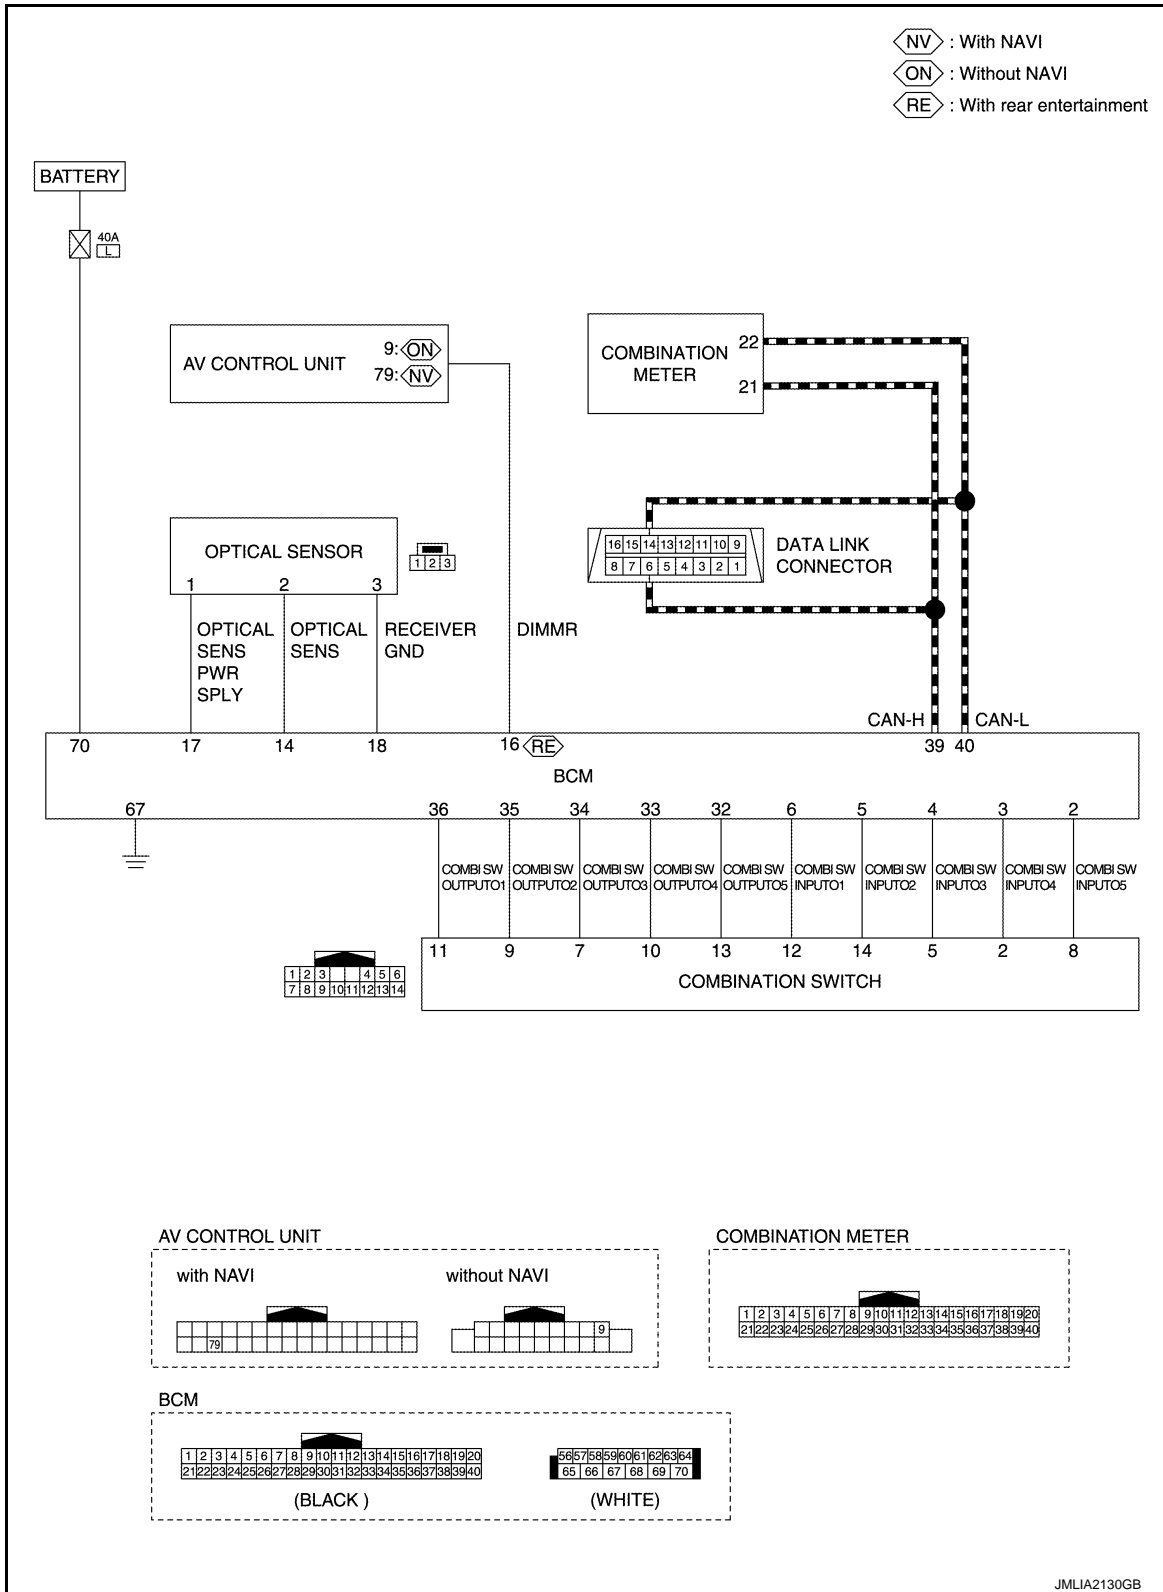 NV : With NAVI
ON : Without NAVI
RE : With rear entertainment
BATTERY
40A
L
AV CONTROL UNIT
9: ON
79: NV
COMBINATION
METER
22
21
OPTICAL SENSOR
1 2 3
1 2 3
16 15 14 13 12 11 10 9
8 7 6 5 4 3 2 1
DATA LINK
CONNECTOR
OPTICAL
SENS
PWR
SPLY
OPTICAL
SENS
RECEIVER
GND
DIMMR
CAN-H
CAN-L
70 17 14 18 16 RE 39 40
BCM
67 36 35 34 33 32 6 5 4 3 2
COMBI SW
OUTPUTO1
COMBI SW
OUTPUTO2
COMBI SW
OUTPUTO3
COMBI SW
OUTPUTO4
COMBI SW
OUTPUTO5
COMBI SW
INPUTO1
COMBI SW
INPUTO2
COMBI SW
INPUTO3
COMBI SW
INPUTO4
COMBI SW
INPUTO5
11 9 7 10 13 12 14 5 2 8
COMBINATION SWITCH
1 2 3 4 5 6
7 8 9 10 11 12 13 14
AV CONTROL UNIT
with NAVI
79
without NAVI
9
COMBINATION METER
1 2 3 4 5 6 7 8 9 10 11 12 13 14 15 16 17 18 19 20
21 22 23 24 25 26 27 28 29 30 31 32 33 34 35 36 37 38 39 40
BCM
1 2 3 4 5 6 7 8 9 10 11 12 13 14 15 16 17 18 19 20
21 22 23 24 25 26 27 28 29 30 31 32 33 34 35 36 37 38 39 40
(BLACK )
56 57 58 59 60 61 62 63 64
65 66 67 68 69 70
(WHITE)
JMLIA2130GB